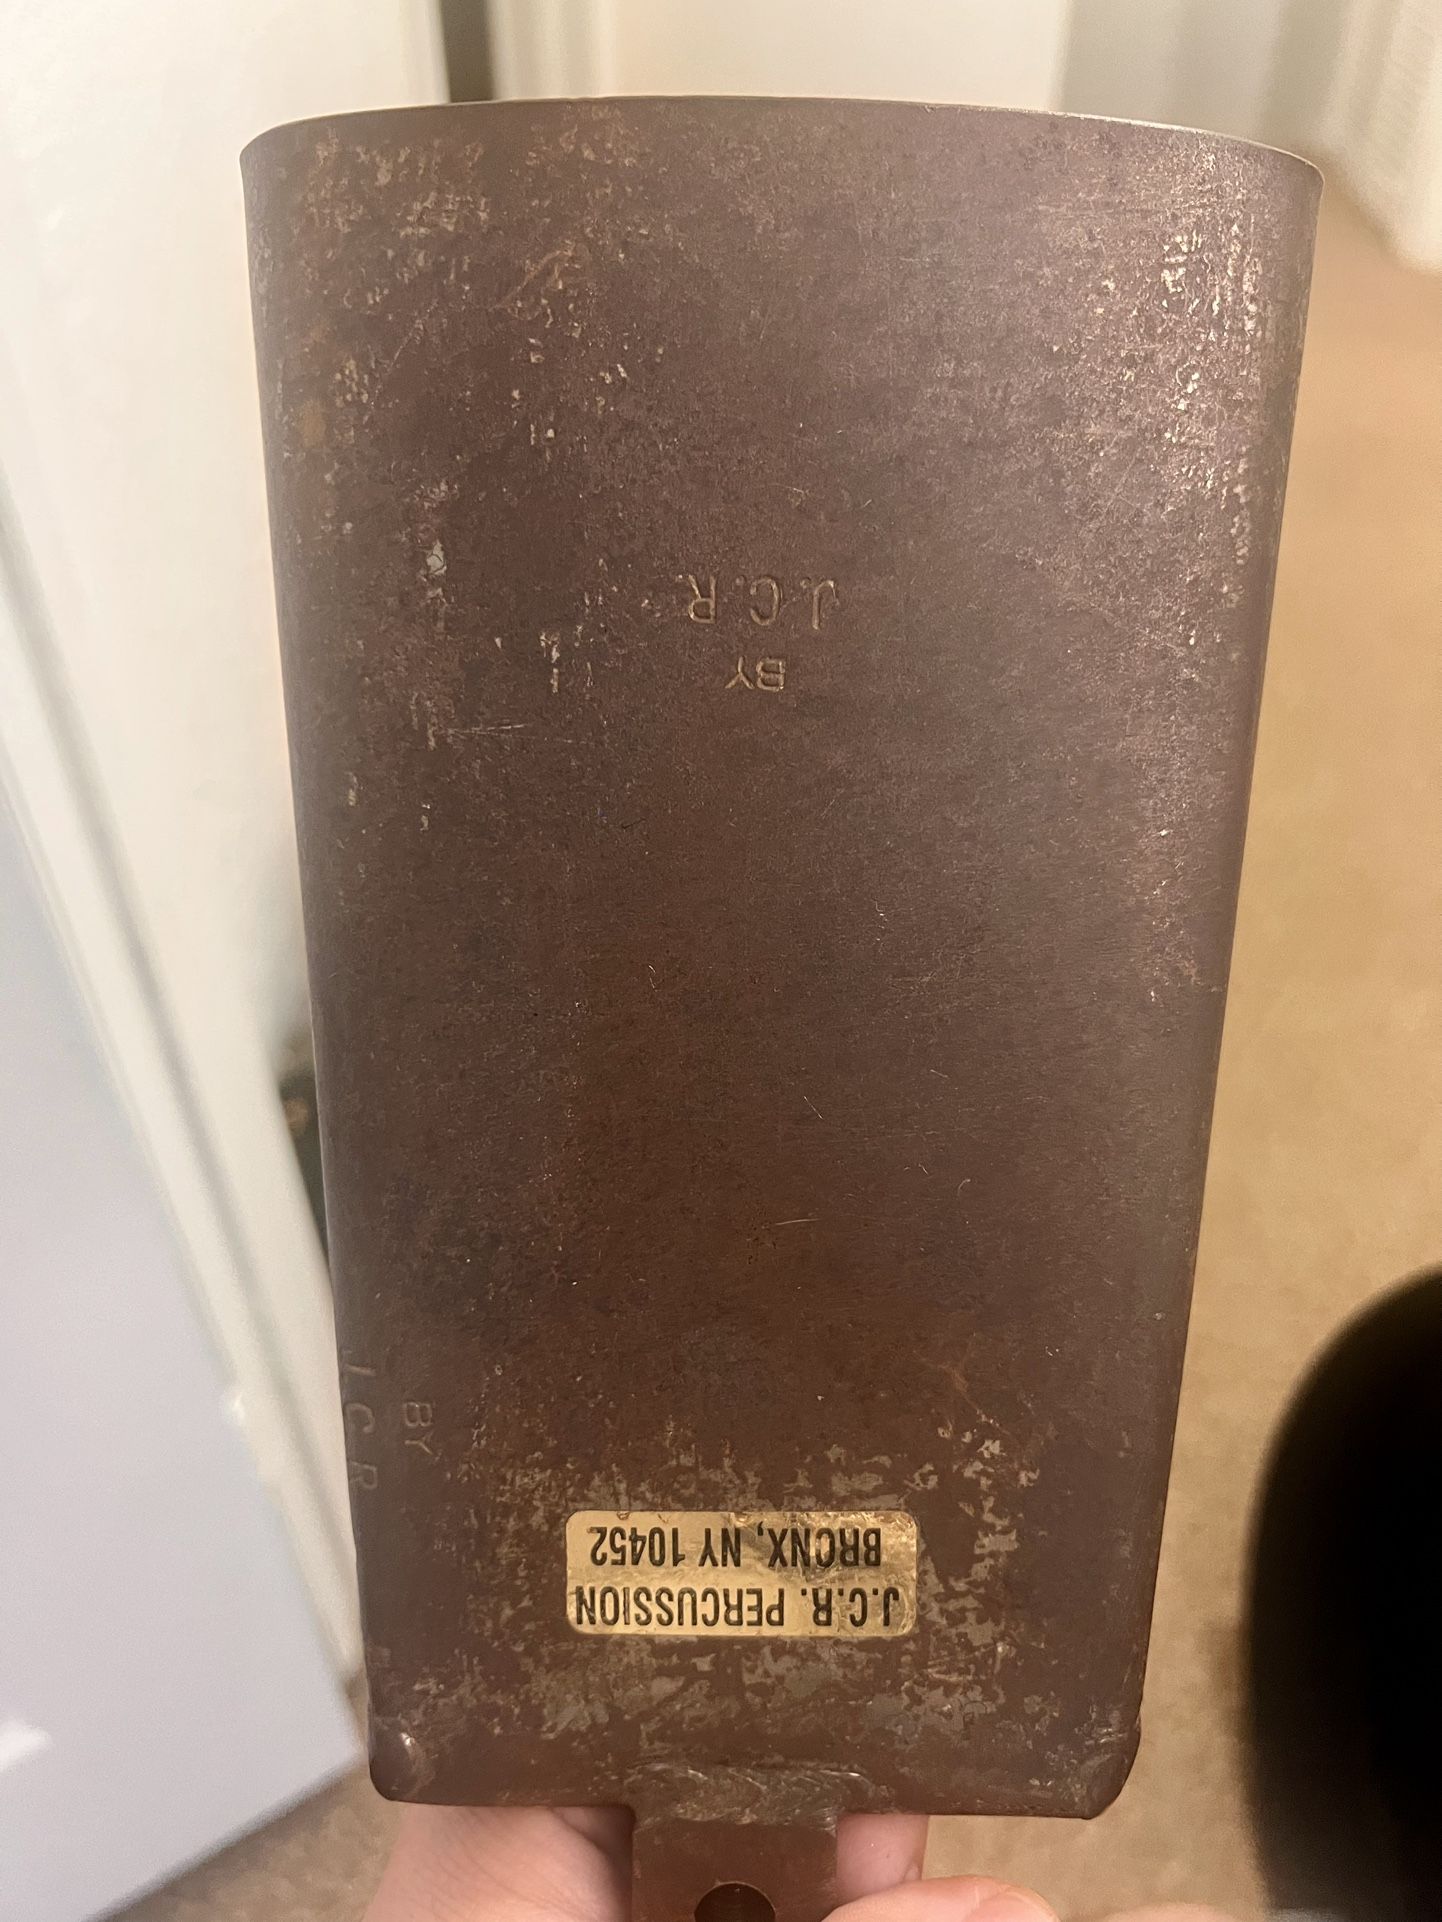 J.C.R. PERCUSSION
BRONX, NY 10452
BY
J.C.R.
BY
J.C.R